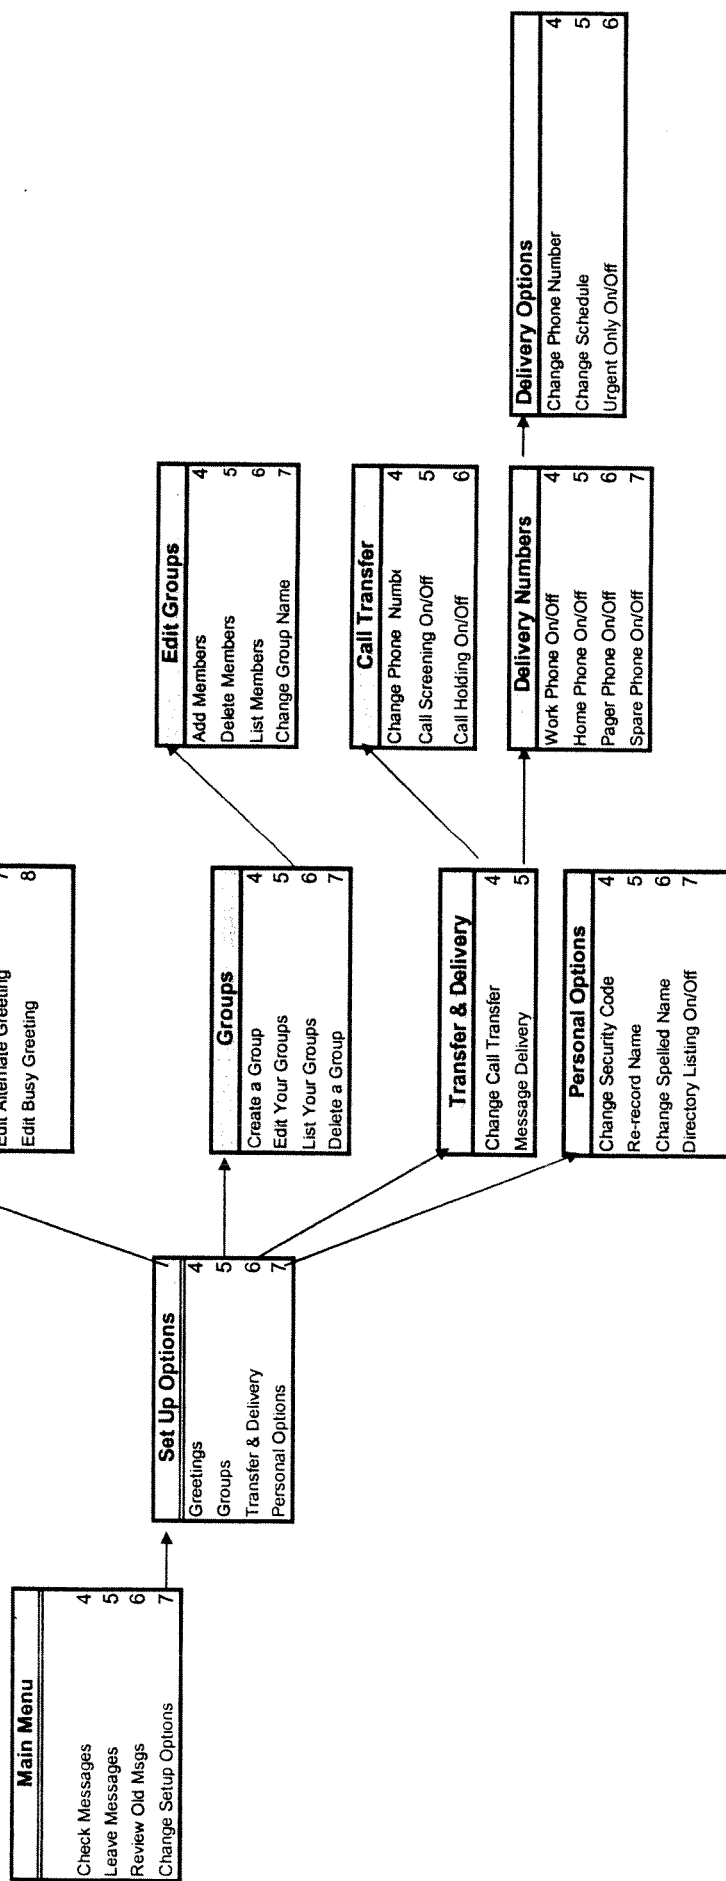 Main Menu
Check Messages 4
Leave Messages 5
Review Old Msgs 6
Change Setup Options 7
Set Up Options
Greetings 4
Groups 5
Transfer & Delivery 6
Personal Options 7
Edit Alternate Greeting 7
Edit Busy Greeting 8
Groups
Create a Group 4
Edit Your Groups 5
List Your Groups 6
Delete a Group 7
Transfer & Delivery
Change Call Transfer 4
Message Delivery 5
Personal Options
Change Security Code 4
Re-record Name 5
Change Spelled Name 6
Directory Listing On/Off 7
Edit Groups
Add Members 4
Delete Members 5
List Members 6
Change Group Name 7
Call Transfer
Change Phone Numbe 4
Call Screening On/Off 5
Call Holding On/Off 6
Delivery Numbers
Work Phone On/Off 4
Home Phone On/Off 5
Pager Phone On/Off 6
Spare Phone On/Off 7
Delivery Options
Change Phone Number 4
Change Schedule 5
Urgent Only On/Off 6